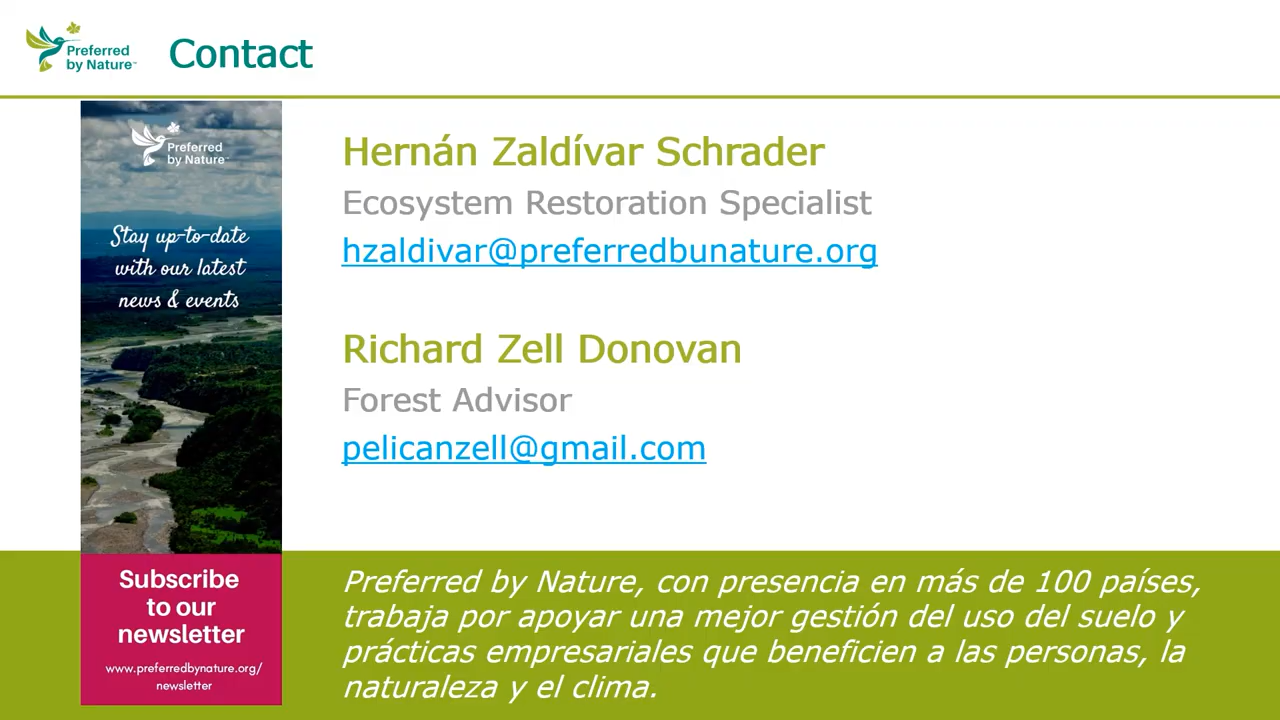 Preferred
by Nature™
Contact
Preferred
by Nature™
Stay up-to-date
with our latest
news & events
Subscribe
to our
newsletter
www.preferredbynature.org/
newsletter
Hernán Zaldívar Schrader
Ecosystem Restoration Specialist
hzaldivar@preferredbunature.org
Richard Zell Donovan
Forest Advisor
pelicanzell@gmail.com
Preferred by Nature, con presencia en más de 100 países,
trabaja por apoyar una mejor gestión del uso del suelo y
prácticas empresariales que beneficien a las personas, la
naturaleza y el clima.